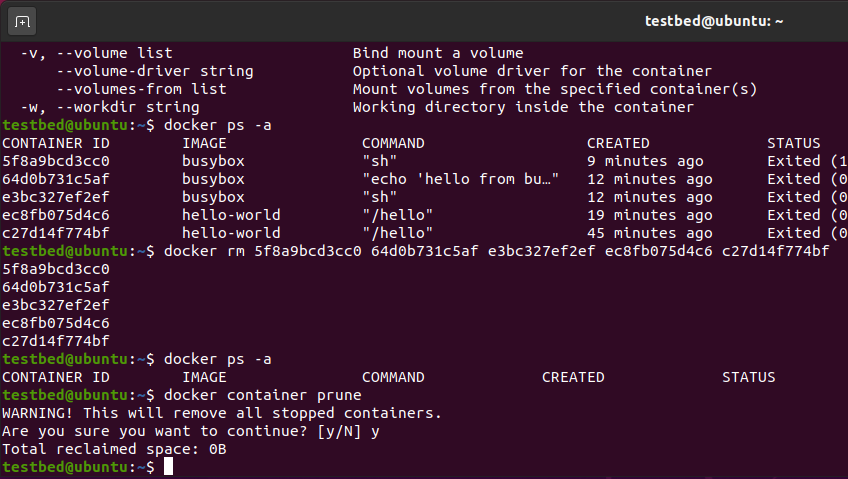 testbed@ubuntu: ~
-v, --volume list                    Bind mount a volume
    --volume-driver string           Optional volume driver for the container
    --volumes-from list              Mount volumes from the specified container(s)
-w, --workdir string                 Working directory inside the container
testbed@ubuntu:~$ docker ps -a
CONTAINER ID        IMAGE               COMMAND                  CREATED             STATUS
5f8a9bcd3cc0        busybox             "sh"                     9 minutes ago       Exited (1
64d0b731c5af        busybox             "echo 'hello from bu…"   12 minutes ago      Exited (0
e3bc327ef2ef        busybox             "sh"                     12 minutes ago      Exited (0
ec8fb075d4c6        hello-world         "/hello"                 19 minutes ago      Exited (0
c27d14f774bf        hello-world         "/hello"                 45 minutes ago      Exited (0
testbed@ubuntu:~$ docker rm 5f8a9bcd3cc0 64d0b731c5af e3bc327ef2ef ec8fb075d4c6 c27d14f774bf
5f8a9bcd3cc0
64d0b731c5af
e3bc327ef2ef
ec8fb075d4c6
c27d14f774bf
testbed@ubuntu:~$ docker ps -a
CONTAINER ID        IMAGE               COMMAND             CREATED             STATUS
testbed@ubuntu:~$ docker container prune
WARNING! This will remove all stopped containers.
Are you sure you want to continue? [y/N] y
Total reclaimed space: 0B
testbed@ubuntu:~$